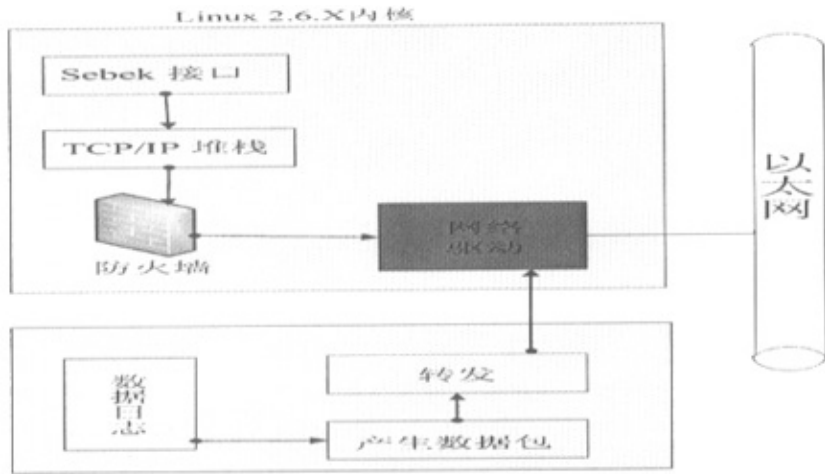 Linux 2.6.X内核
Sebek 接口
TCP/IP 堆栈
防火墙
网络
驱动
以太网
数据日志
转发
产生数据包